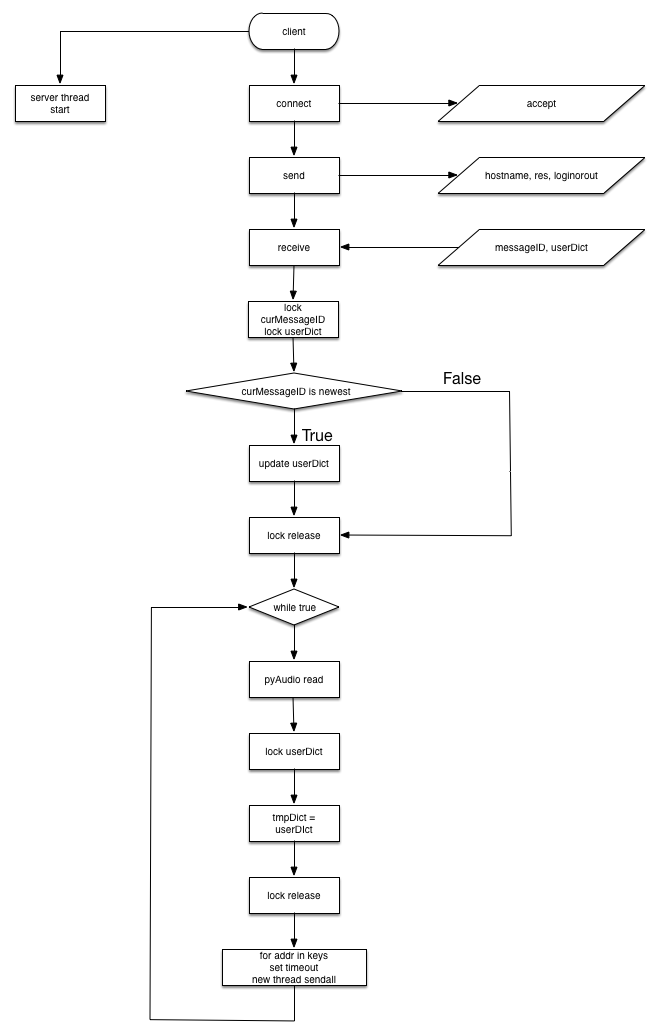 client
server thread
start
connect
accept
send
hostname, res, loginorout
receive
messageID, userDict
lock
curMessageID
lock userDict
curMessageID is newest
False
True
update userDict
lock release
while true
pyAudio read
lock userDict
tmpDict =
userDIct
lock release
for addr in keys
set timeout
new thread sendall